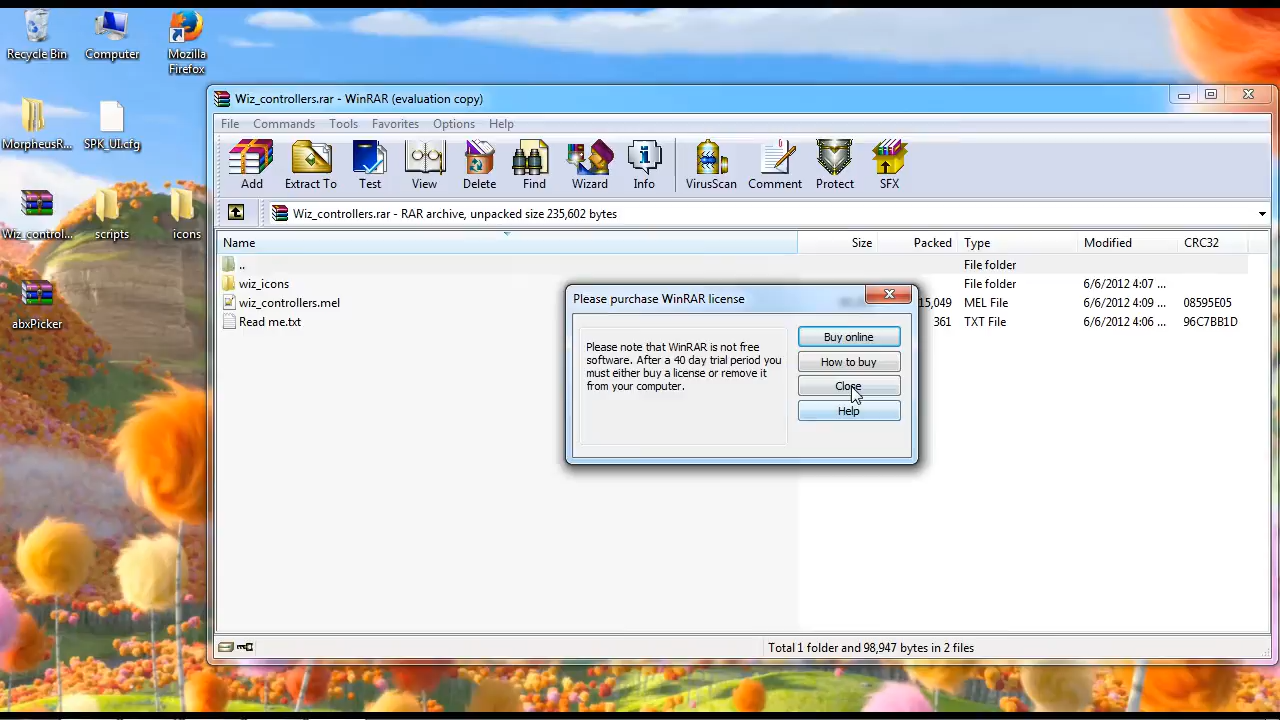 Recycle Bin
Computer
Mozilla Firefox
MorpheusR...
SPK_UI.cfg
Wiz_control...
scripts
icons
abxPicker
Wiz_controllers.rar - WinRAR (evaluation copy)
File Commands Tools Favorites Options Help
Add Extract To Test View Delete Find Wizard Info VirusScan Comment Protect SFX
Wiz_controllers.rar - RAR archive, unpacked size 235,602 bytes
Name Size Packed Type Modified CRC32
.. File folder
wiz_icons File folder 6/6/2012 4:07 ...
wiz_controllers.mel 15,049 MEL File 6/6/2012 4:09 ... 08595E05
Read me.txt 361 TXT File 6/6/2012 4:06 ... 96C7BB1D
Please purchase WinRAR license
Please note that WinRAR is not free
software. After a 40 day trial period you
must either buy a license or remove it
from your computer.
Buy online
How to buy
Close
Help
Total 1 folder and 98,947 bytes in 2 files